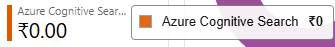 Azure Cognitive Sear...
₹0.00
Azure Cognitive Search ₹0